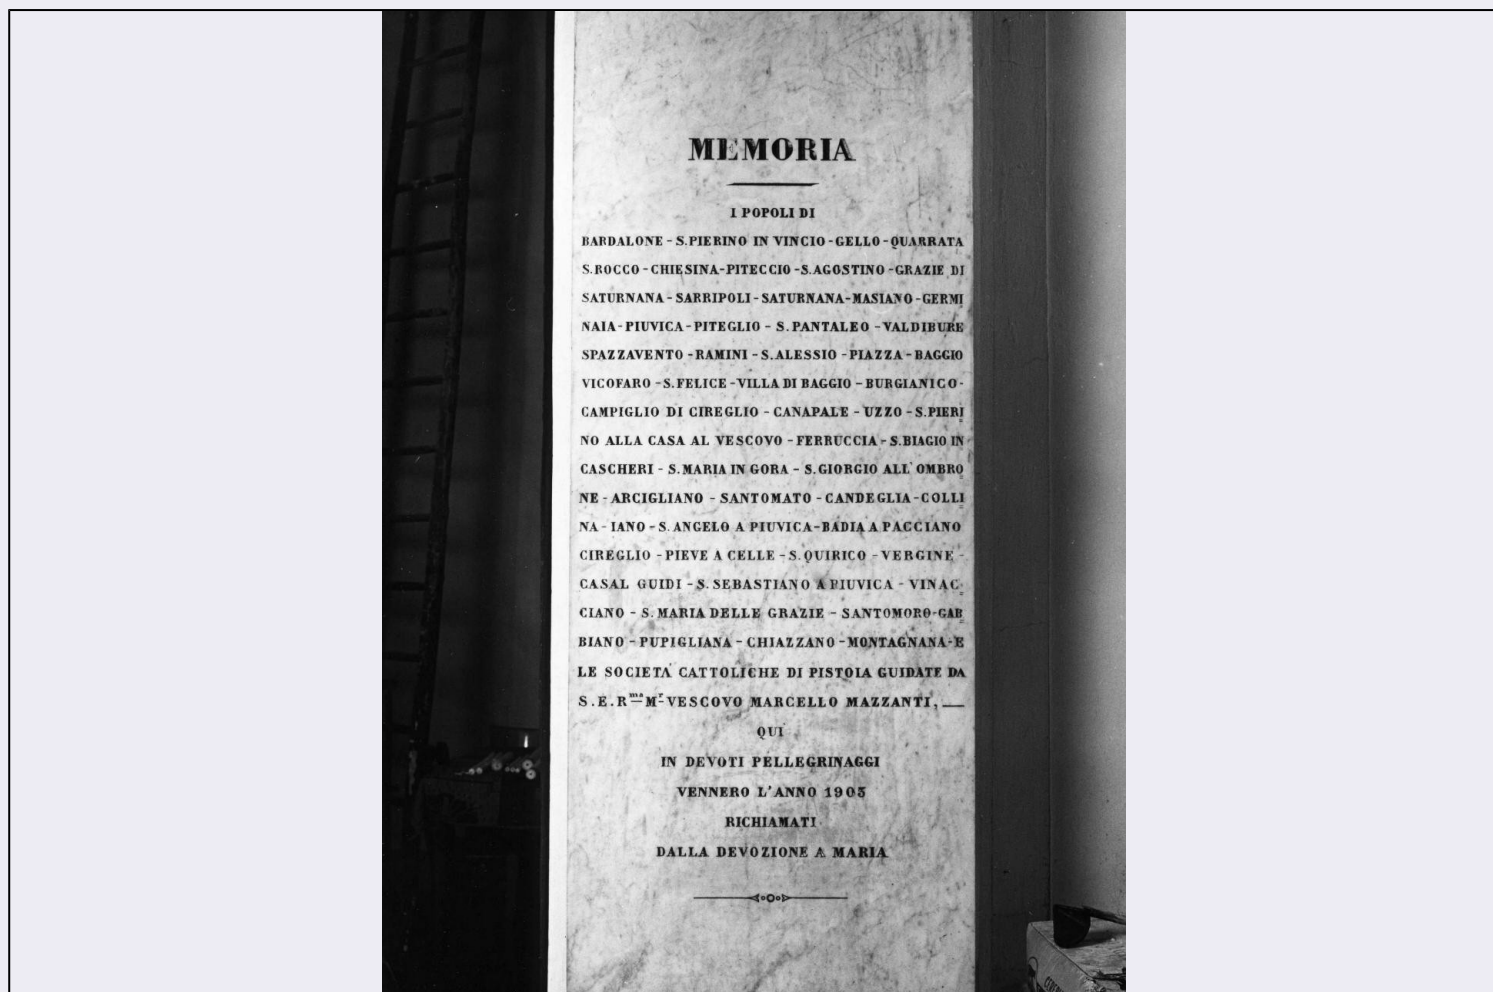 MEMORIA
I POPOLI DI
BARDALONE - S. PIERINO IN VINCIO - GELLO - QUARRATA
S. ROCCO - CHIESINA - PITECCIO - S. AGOSTINO - GRAZIE DI
SATURNANA - SARRIPOLI - SATURNANA - MASIANO - GERMI
NAIA - PIUVICA - PITEGLIO - S. PANTALEO - VALDIBURE
SPAZZAVENTO - RAMINI - S. ALESSIO - PIAZZA - BAGGIO
VICOFARO - S. FELICE - VILLA DI BAGGIO - BURGIANICO -
CAMPIGLIO DI CIREGLIO - CANAPALE - UZZO - S. PIERI
NO ALLA CASA AL VESCOVO - FERRUCCIA - S. BIAGIO IN
CASCHERI - S. MARIA IN GORA - S. GIORGIO ALL' OMBRO
NE - ARCIGLIANO - SANTOMATO - CANDEGLIA - COLLI
NA - IANO - S. ANGELO A PIUVICA - BADIA A PACCIANO
CIREGLIO - PIEVE A CELLE - S. QUIRICO - VERGINE -
CASAL GUIDI - S. SEBASTIANO A PIUVICA - VINAC
CIANO - S. MARIA DELLE GRAZIE - SANTOMORO - GAB
BIANO - PUPIGLIANA - CHIAZZANO - MONTAGNANA - E
LE SOCIETÀ CATTOLICHE DI PISTOIA GUIDATE DA
S. E. Rma Mr VESCOVO MARCELLO MAZZANTI,
QUI
IN DEVOTI PELLEGRINAGGI
VENNERO L'ANNO 1903
RICHIAMATI
DALLA DEVOZIONE A MARIA